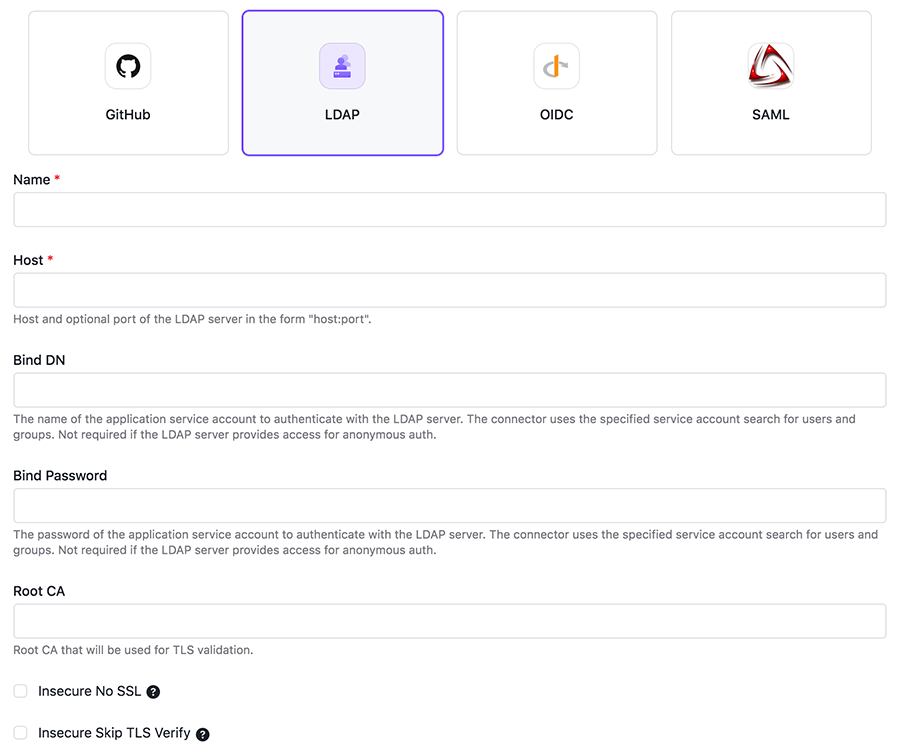 GitHub
LDAP
OIDC
SAML
Name *
Host *
Host and optional port of the LDAP server in the form "host:port".
Bind DN
The name of the application service account to authenticate with the LDAP server. The connector uses the specified service account search for users and
groups. Not required if the LDAP server provides access for anonymous auth.
Bind Password
The password of the application service account to authenticate with the LDAP server. The connector uses the specified service account search for users and
groups. Not required if the LDAP server provides access for anonymous auth.
Root CA
Root CA that will be used for TLS validation.
Insecure No SSL ?
Insecure Skip TLS Verify ?